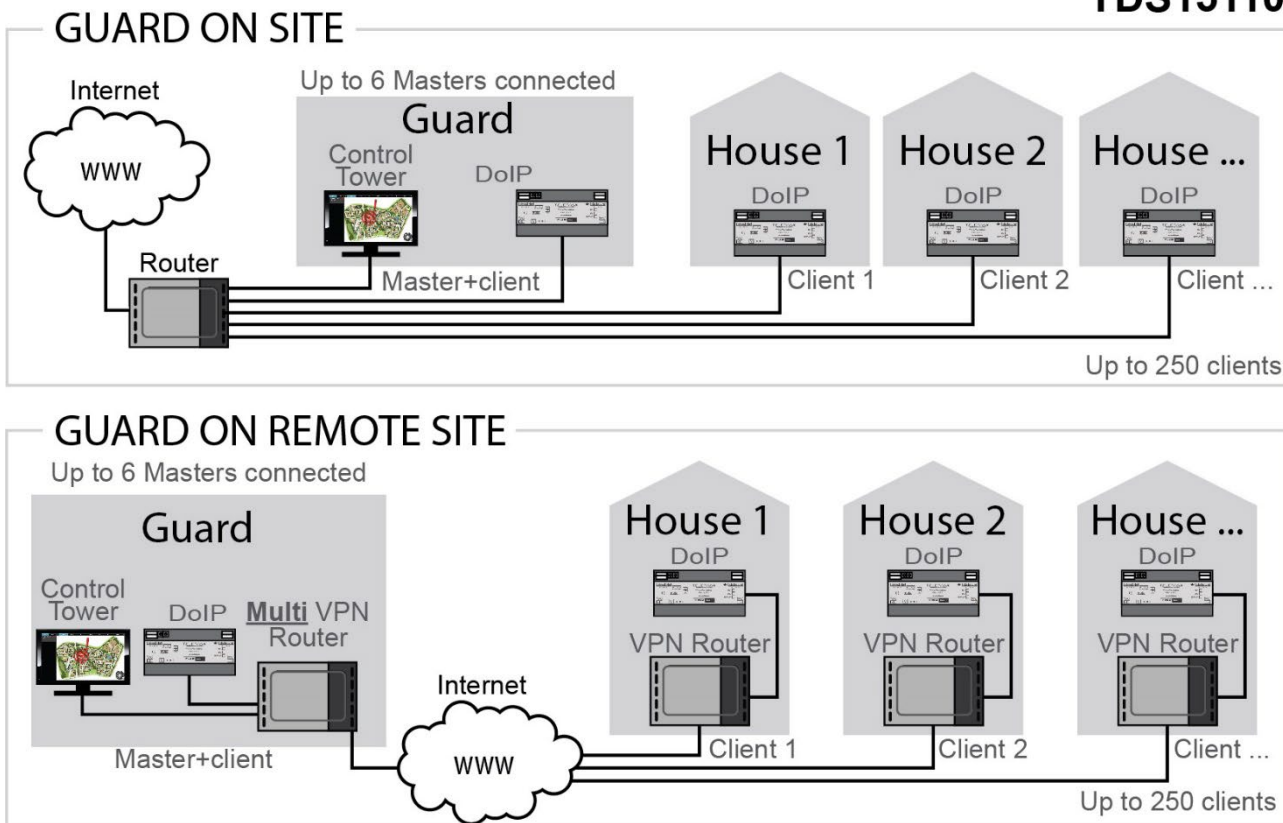 TDS15110
GUARD ON SITE
Internet
www
Router
Up to 6 Masters connected
Guard
Control
Tower
DoIP
Master+client
House 1
DoIP
Client 1
House 2
DoIP
Client 2
House ...
DoIP
Client ...
Up to 250 clients
GUARD ON REMOTE SITE
Up to 6 Masters connected
Guard
Control
Tower
DoIP
Multi VPN
Router
Master+client
Internet
www
House 1
DoIP
VPN Router
Client 1
House 2
DoIP
VPN Router
Client 2
House ...
DoIP
VPN Router
Client ...
Up to 250 clients